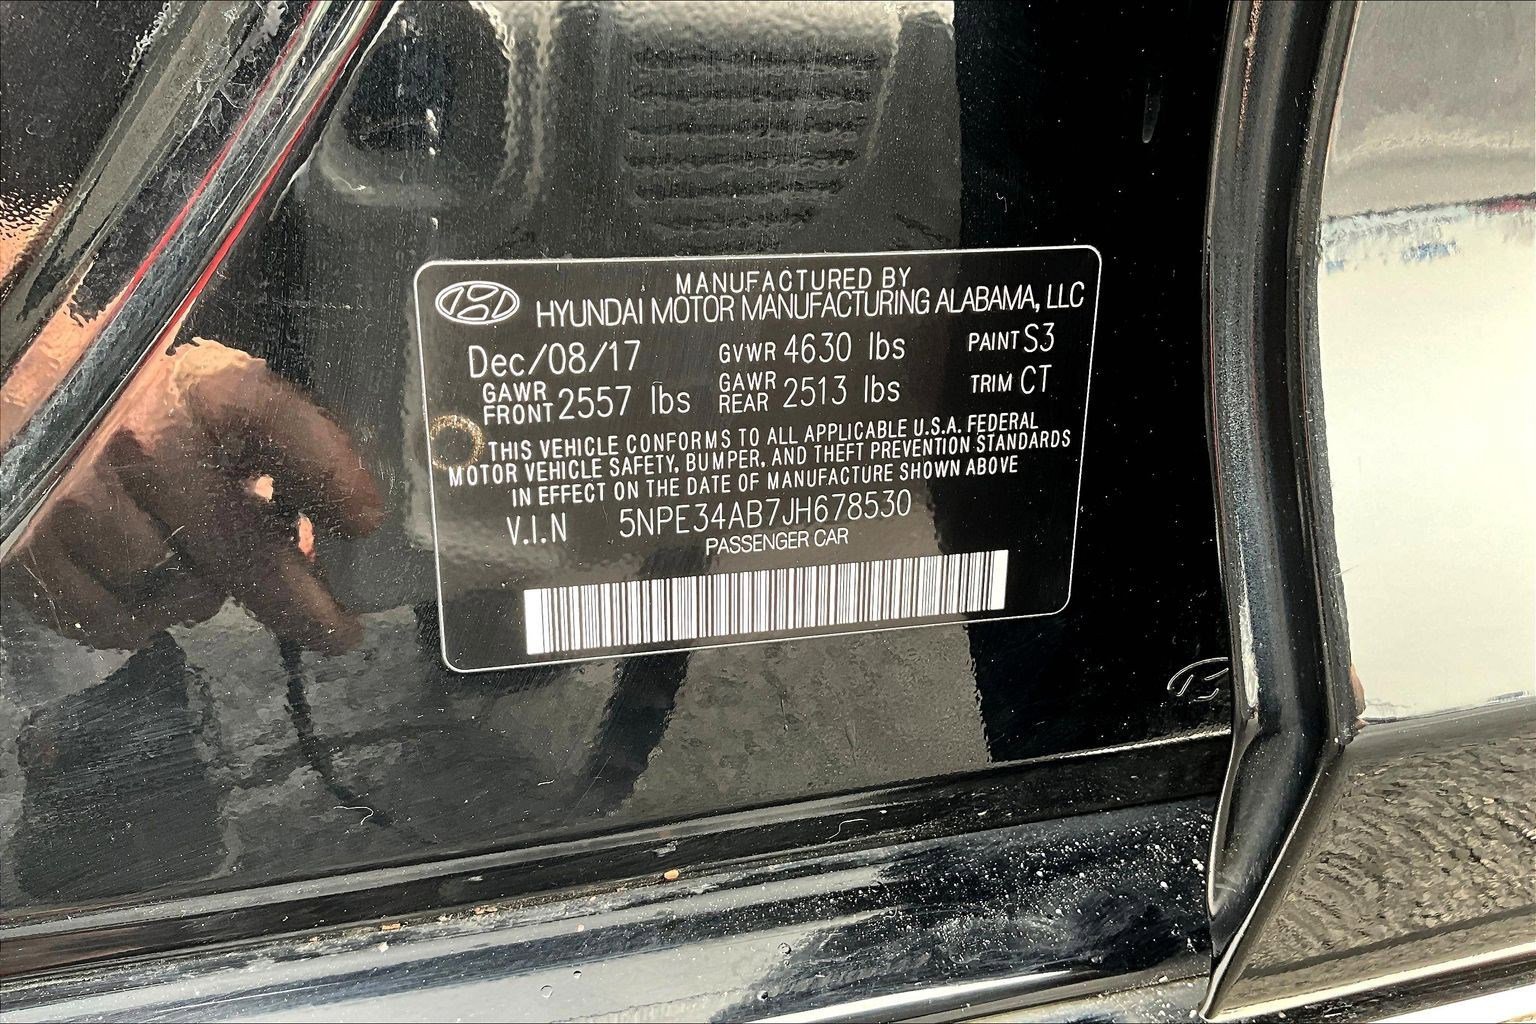 MANUFACTURED BY
HYUNDAI MOTOR MANUFACTURING ALABAMA, LLC
Dec/08/17 GVWR 4630 lbs PAINT S3
GAWR FRONT 2557 lbs GAWR REAR 2513 lbs TRIM CT
THIS VEHICLE CONFORMS TO ALL APPLICABLE U.S.A. FEDERAL
MOTOR VEHICLE SAFETY, BUMPER, AND THEFT PREVENTION STANDARDS
IN EFFECT ON THE DATE OF MANUFACTURE SHOWN ABOVE
V.I.N 5NPE34AB7JH678530
PASSENGER CAR